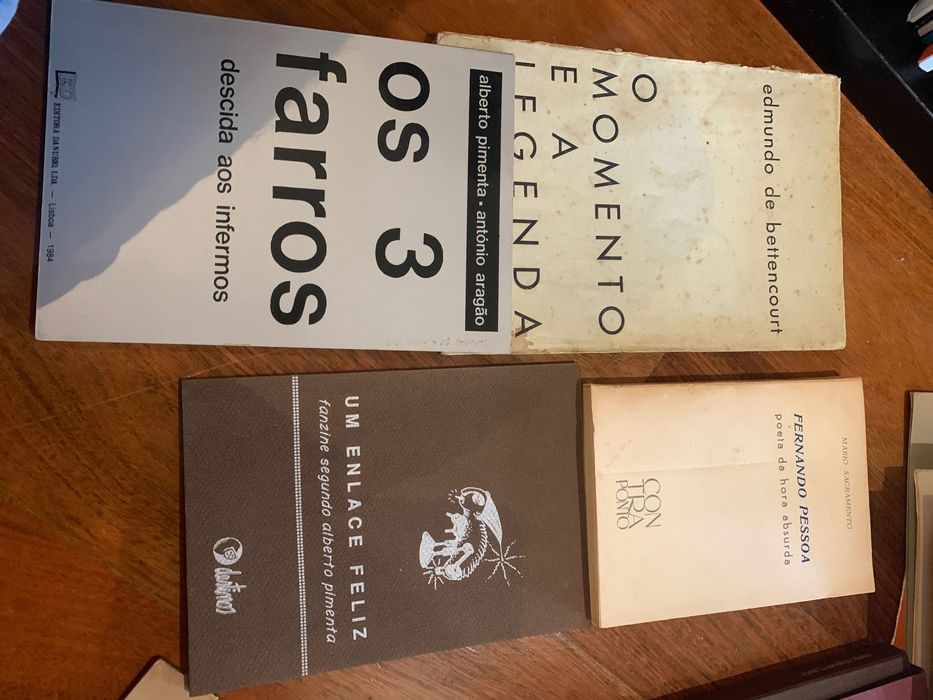 alberto pimenta • antónio aragão
os 3
farros
descida aos infermos
EDITORA DANUBIO, LDA. — Lisboa — 1984
edmundo de bettencourt
O
MOMENTO
E A
LEGENDA
UM ENLACE FELIZ
fanzine segundo alberto pimenta
MARIO SACRAMENTO
FERNANDO PESSOA
poeta da hora absurda
CON
TRA
PONTO